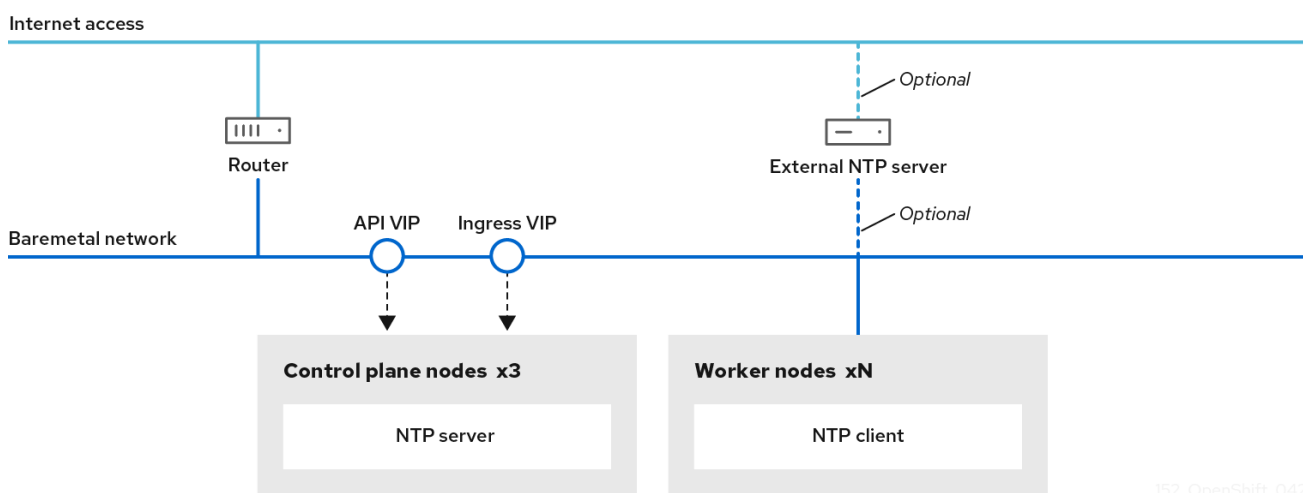 Internet access
Optional
Router
External NTP server
Optional
API VIP
Ingress VIP
Baremetal network
Control plane nodes x3
Worker nodes xN
NTP server
NTP client